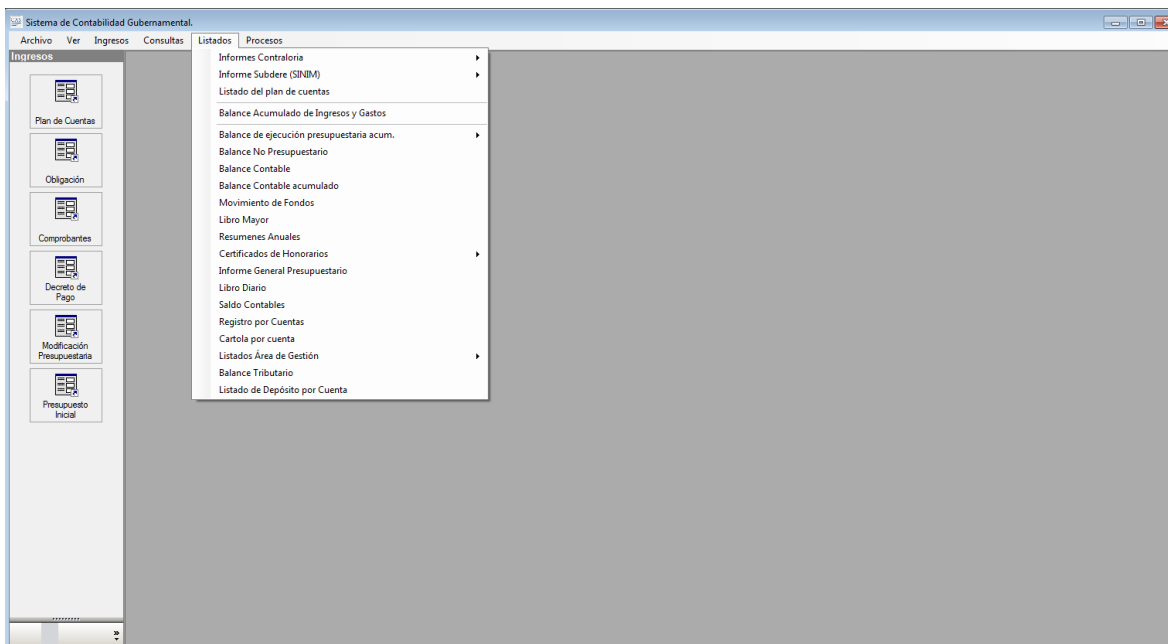 Sistema de Contabilidad Gubernamental.
Archivo Ver Ingresos Consultas Listados Procesos
Ingresos
Plan de Cuentas
Obligación
Comprobantes
Decreto de
Pago
Modificación
Presupuestaria
Presupuesto
Inicial
Informes Contraloria
Informe Subdere (SINIM)
Listado del plan de cuentas
Balance Acumulado de Ingresos y Gastos
Balance de ejecución presupuestaria acum.
Balance No Presupuestario
Balance Contable
Balance Contable acumulado
Movimiento de Fondos
Libro Mayor
Resumenes Anuales
Certificados de Honorarios
Informe General Presupuestario
Libro Diario
Saldo Contables
Registro por Cuentas
Cartola por cuenta
Listados Área de Gestión
Balance Tributario
Listado de Depósito por Cuenta